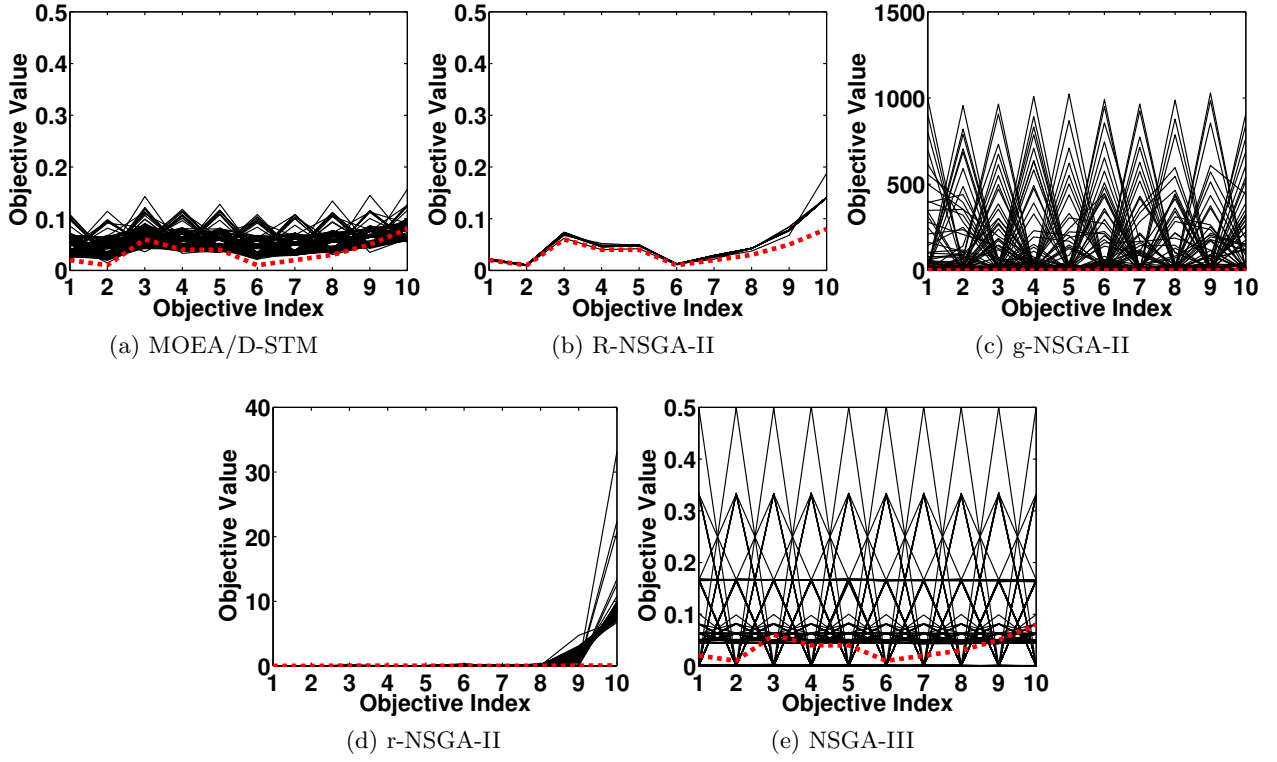 0.5
0.4
0.3
0.2
0.1
0
Objective Value
1 2 3 4 5 6 7 8 9 10
Objective Index
(a) MOEA/D-STM
0.5
0.4
0.3
0.2
0.1
0
Objective Value
1 2 3 4 5 6 7 8 9 10
Objective Index
(b) R-NSGA-II
1500
1000
500
0
Objective Value
1 2 3 4 5 6 7 8 9 10
Objective Index
(c) g-NSGA-II
40
30
20
10
0
Objective Value
1 2 3 4 5 6 7 8 9 10
Objective Index
(d) r-NSGA-II
0.5
0.4
0.3
0.2
0.1
0
Objective Value
1 2 3 4 5 6 7 8 9 10
Objective Index
(e) NSGA-III